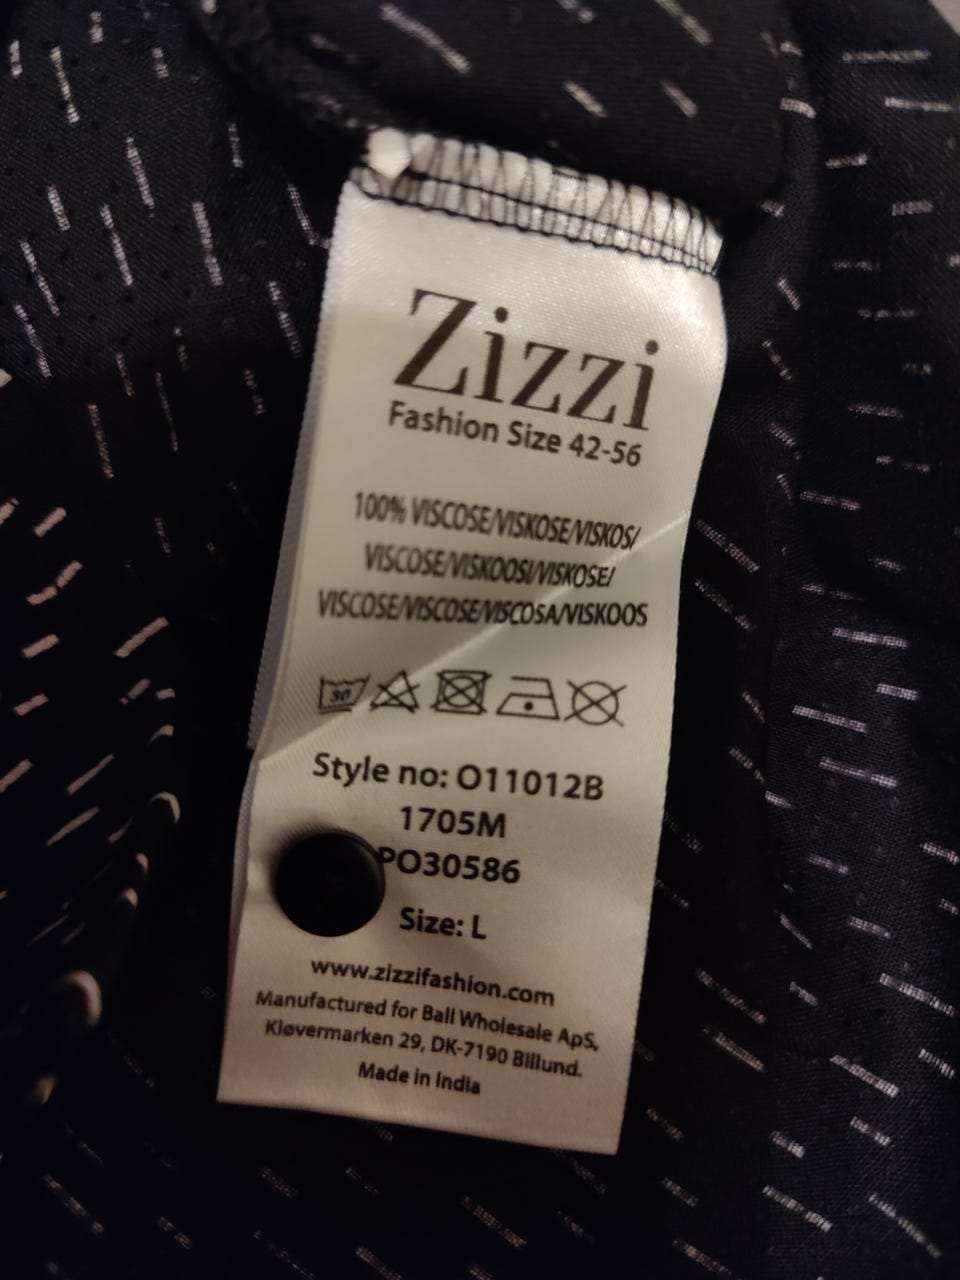 Zizzi
Fashion Size 42-56
100% VISCOSE/VISKOSE/VISKOS/
VISCOSE/VISKOOSI/VISKOSE/
VISCOSE/VISCOSE/VISCOSA/VISKOOS
30
Style no: O11012B
1705M
PO30586
Size: L
www.zizzifashion.com
Manufactured for Ball Wholesale ApS,
Kløvermarken 29, DK-7190 Billund.
Made in India